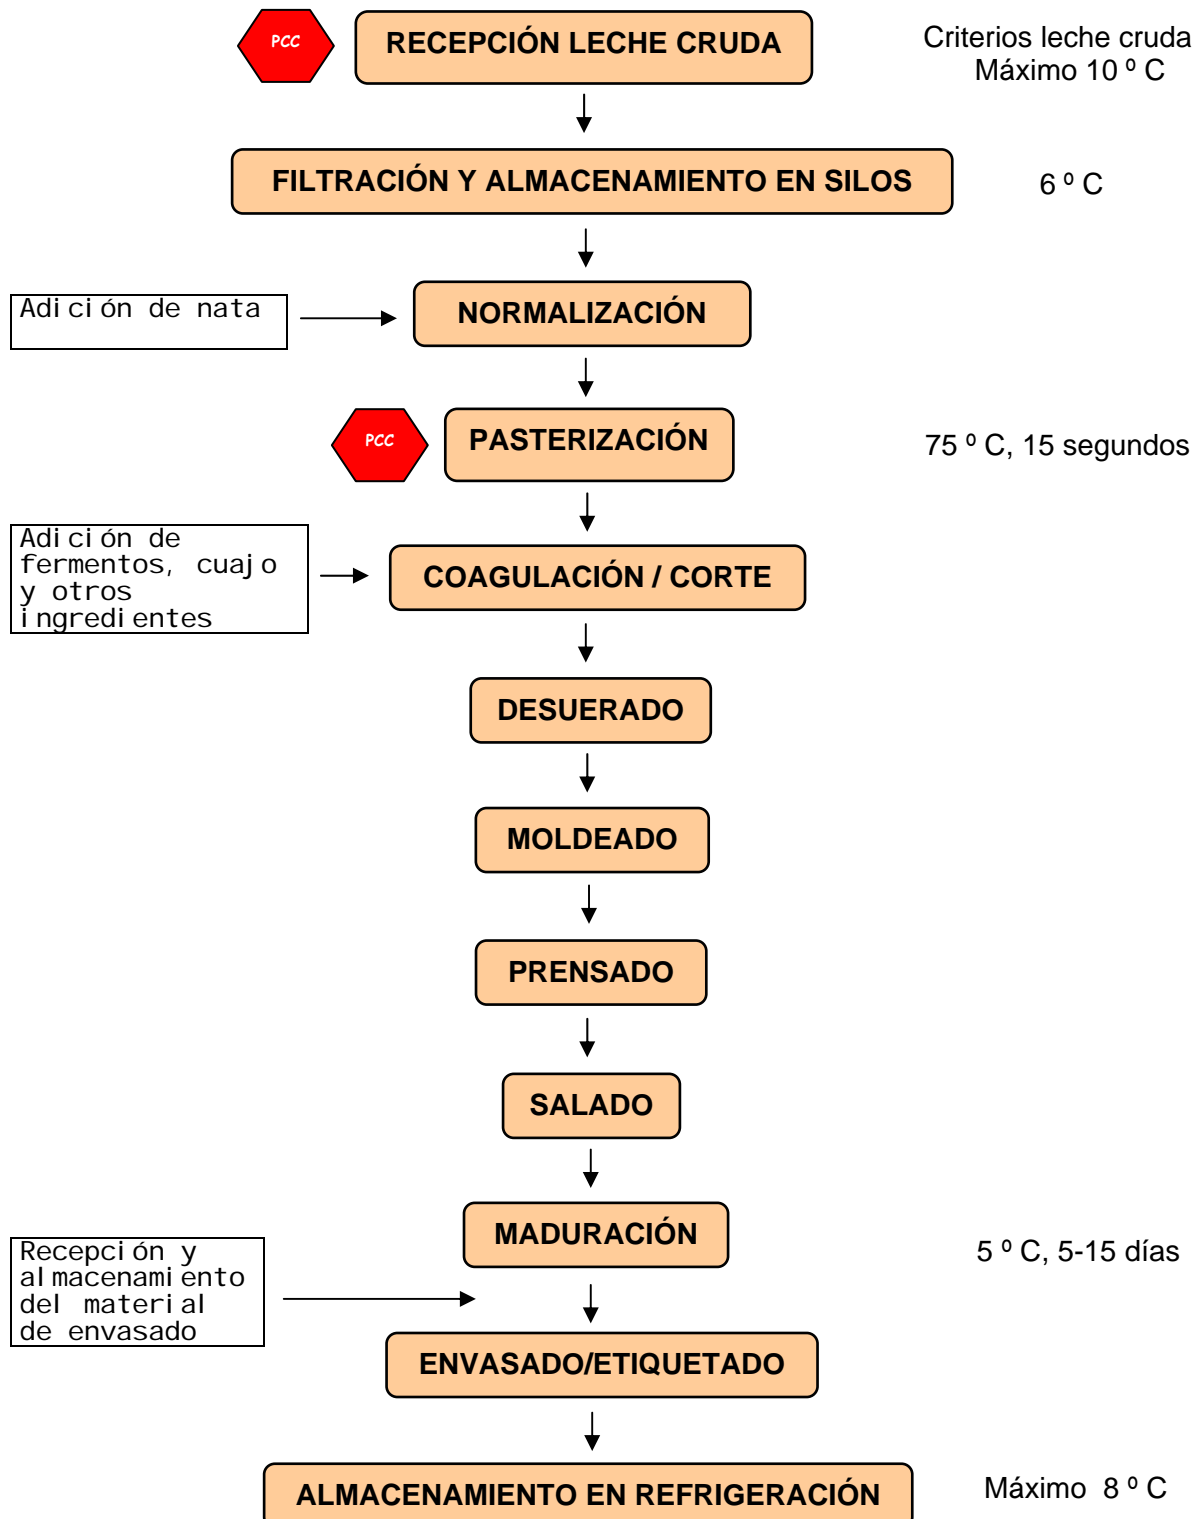 PCC
RECEPCIÓN LECHE CRUDA
Criterios leche cruda
Máximo 10 º C
FILTRACIÓN Y ALMACENAMIENTO EN SILOS
6 º C
Adición de nata
NORMALIZACIÓN
PCC
PASTERIZACIÓN
75 º C, 15 segundos
Adición de
fermentos, cuajo
y otros
ingredientes
COAGULACIÓN / CORTE
DESUERADO
MOLDEADO
PRENSADO
SALADO
MADURACIÓN
5 º C, 5-15 días
Recepción y
almacenamiento
del material
de envasado
ENVASADO/ETIQUETADO
ALMACENAMIENTO EN REFRIGERACIÓN
Máximo 8 º C